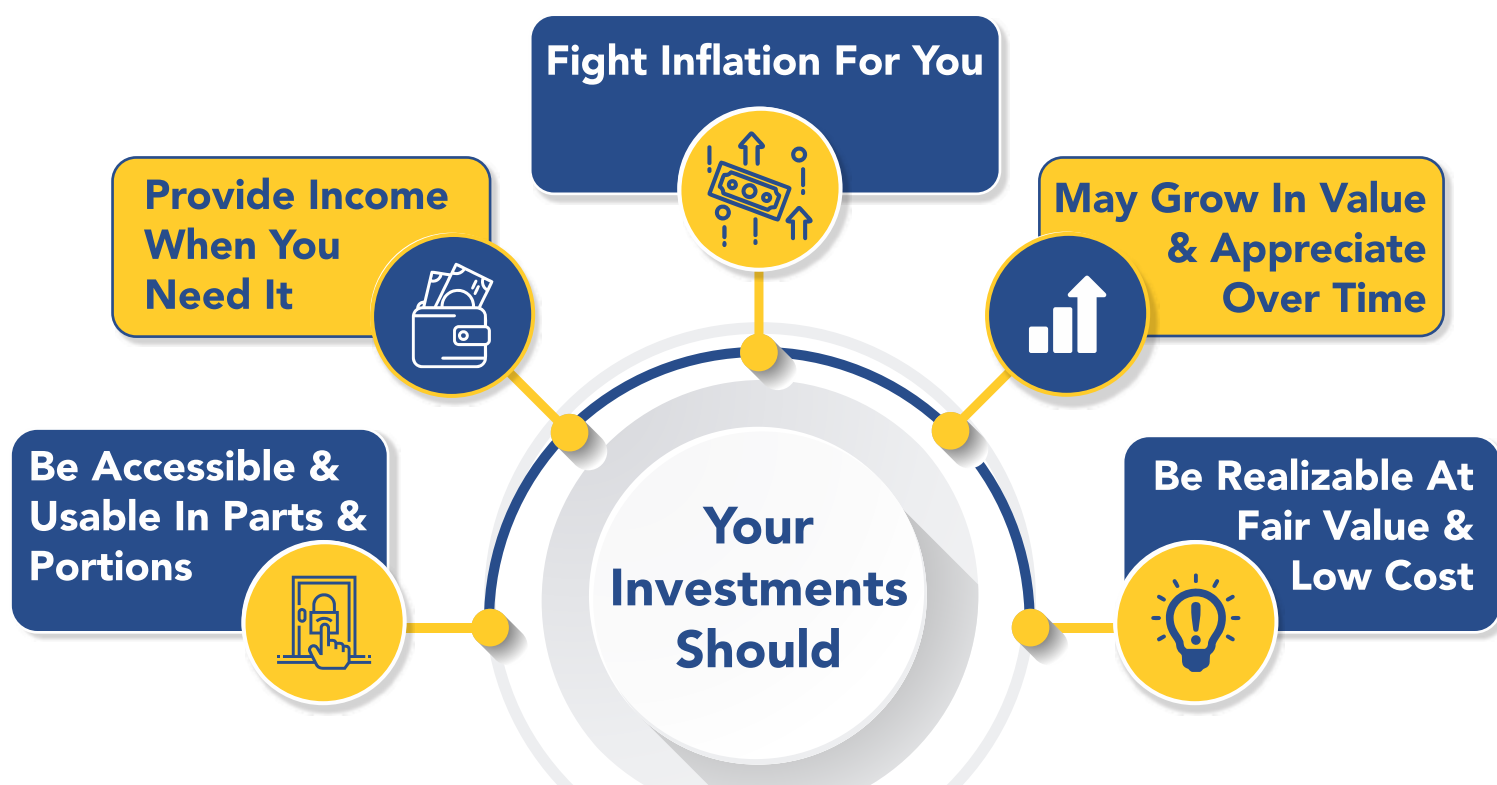 Fight Inflation For You
Provide Income
When You
Need It
May Grow In Value
& Appreciate
Over Time
Be Accessible &
Usable In Parts &
Portions
Be Realizable At
Fair Value &
Low Cost
Your
Investments
Should